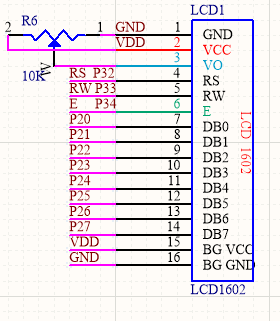 LCD1
2 R6 1 GND 1 GND
VDD 2 VCC
3 VO
10K
RS P32 4 RS
RW P33 5 RW
E P34 6 E
P20 7 DB0
P21 8 DB1
P22 9 DB2
P23 10 DB3
P24 11 DB4
P25 12 DB5
P26 13 DB6
P27 14 DB7
VDD 15 BG VCC
GND 16 BG GND
LCD 1602
LCD1602